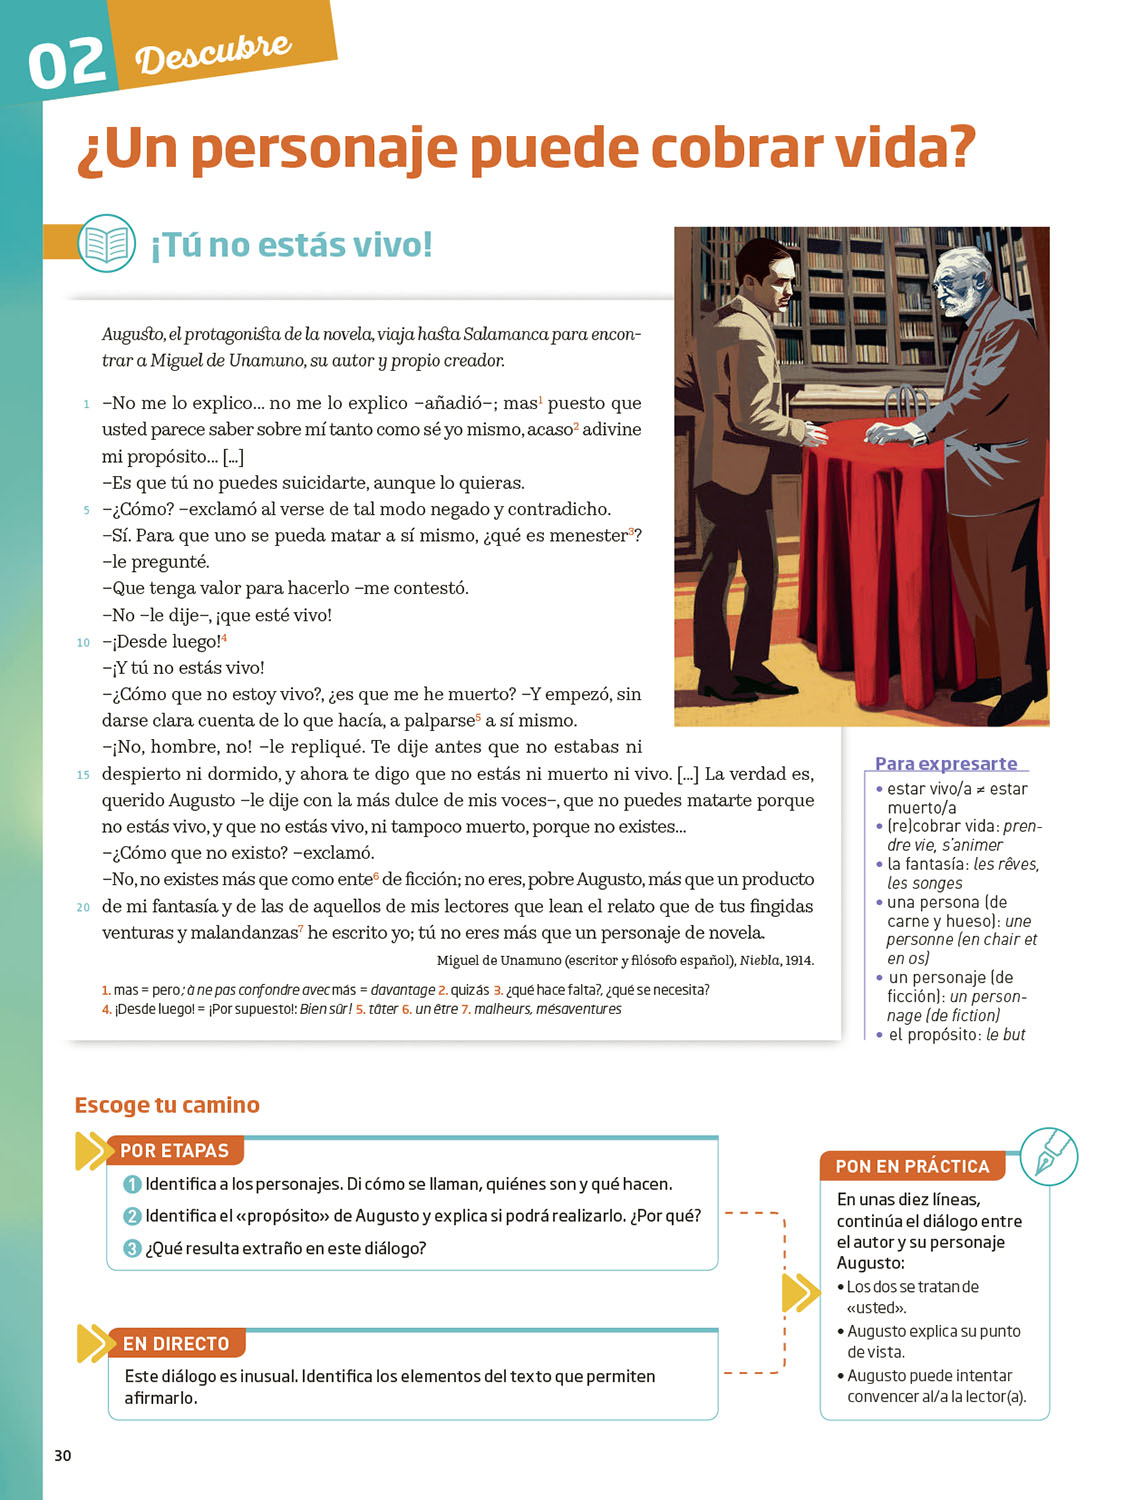 02 Descubre
¿Un personaje puede cobrar vida?
¡Tú no estás vivo!
Augusto, el protagonista de la novela, viaja hasta Salamanca para encon-
trar a Miguel de Unamuno, su autor y propio creador.
1 –No me lo explico... no me lo explico –añadió–; mas1 puesto que
usted parece saber sobre mí tanto como sé yo mismo, acaso2 adivine
mi propósito... [...]
–Es que tú no puedes suicidarte, aunque lo quieras.
5 –¿Cómo? –exclamó al verse de tal modo negado y contradicho.
–Sí. Para que uno se pueda matar a sí mismo, ¿qué es menester3?
–le pregunté.
–Que tenga valor para hacerlo –me contestó.
–No –le dije–, ¡que esté vivo!
10 –¡Desde luego!4
–¡Y tú no estás vivo!
–¿Cómo que no estoy vivo?, ¿es que me he muerto? –Y empezó, sin
darse clara cuenta de lo que hacía, a palparse5 a sí mismo.
–¡No, hombre, no! –le repliqué. Te dije antes que no estabas ni
15 despierto ni dormido, y ahora te digo que no estás ni muerto ni vivo. [...] La verdad es,
querido Augusto –le dije con la más dulce de mis voces–, que no puedes matarte porque
no estás vivo, y que no estás vivo, ni tampoco muerto, porque no existes...
–¿Cómo que no existo? –exclamó.
–No, no existes más que como ente6 de ficción; no eres, pobre Augusto, más que un producto
20 de mi fantasía y de las de aquellos de mis lectores que lean el relato que de tus fingidas
venturas y malandanzas7 he escrito yo; tú no eres más que un personaje de novela.
Miguel de Unamuno (escritor y filósofo español), Niebla, 1914.
1. mas = pero ; à ne pas confondre avec más = davantage 2. quizás 3. ¿qué hace falta?, ¿qué se necesita?
4. ¡Desde luego! = ¡Por supuesto!: Bien sûr ! 5. tâter 6. un être 7. malheurs, mésaventures
Para expresarte
• estar vivo/a ≠ estar
muerto/a
• (re)cobrar vida: pren-
dre vie, s'animer
• la fantasía: les rêves,
les songes
• una persona (de
carne y hueso): une
personne (en chair et
en os)
• un personaje (de
ficción): un person-
nage (de fiction)
• el propósito: le but
Escoge tu camino
POR ETAPAS
1 Identifica a los personajes. Di cómo se llaman, quiénes son y qué hacen.
2 Identifica el «propósito» de Augusto y explica si podrá realizarlo. ¿Por qué?
3 ¿Qué resulta extraño en este diálogo?
EN DIRECTO
Este diálogo es inusual. Identifica los elementos del texto que permiten
afirmarlo.
PON EN PRÁCTICA
En unas diez líneas,
continúa el diálogo entre
el autor y su personaje
Augusto:
• Los dos se tratan de
«usted».
• Augusto explica su punto
de vista.
• Augusto puede intentar
convencer al/a la lector(a).
30